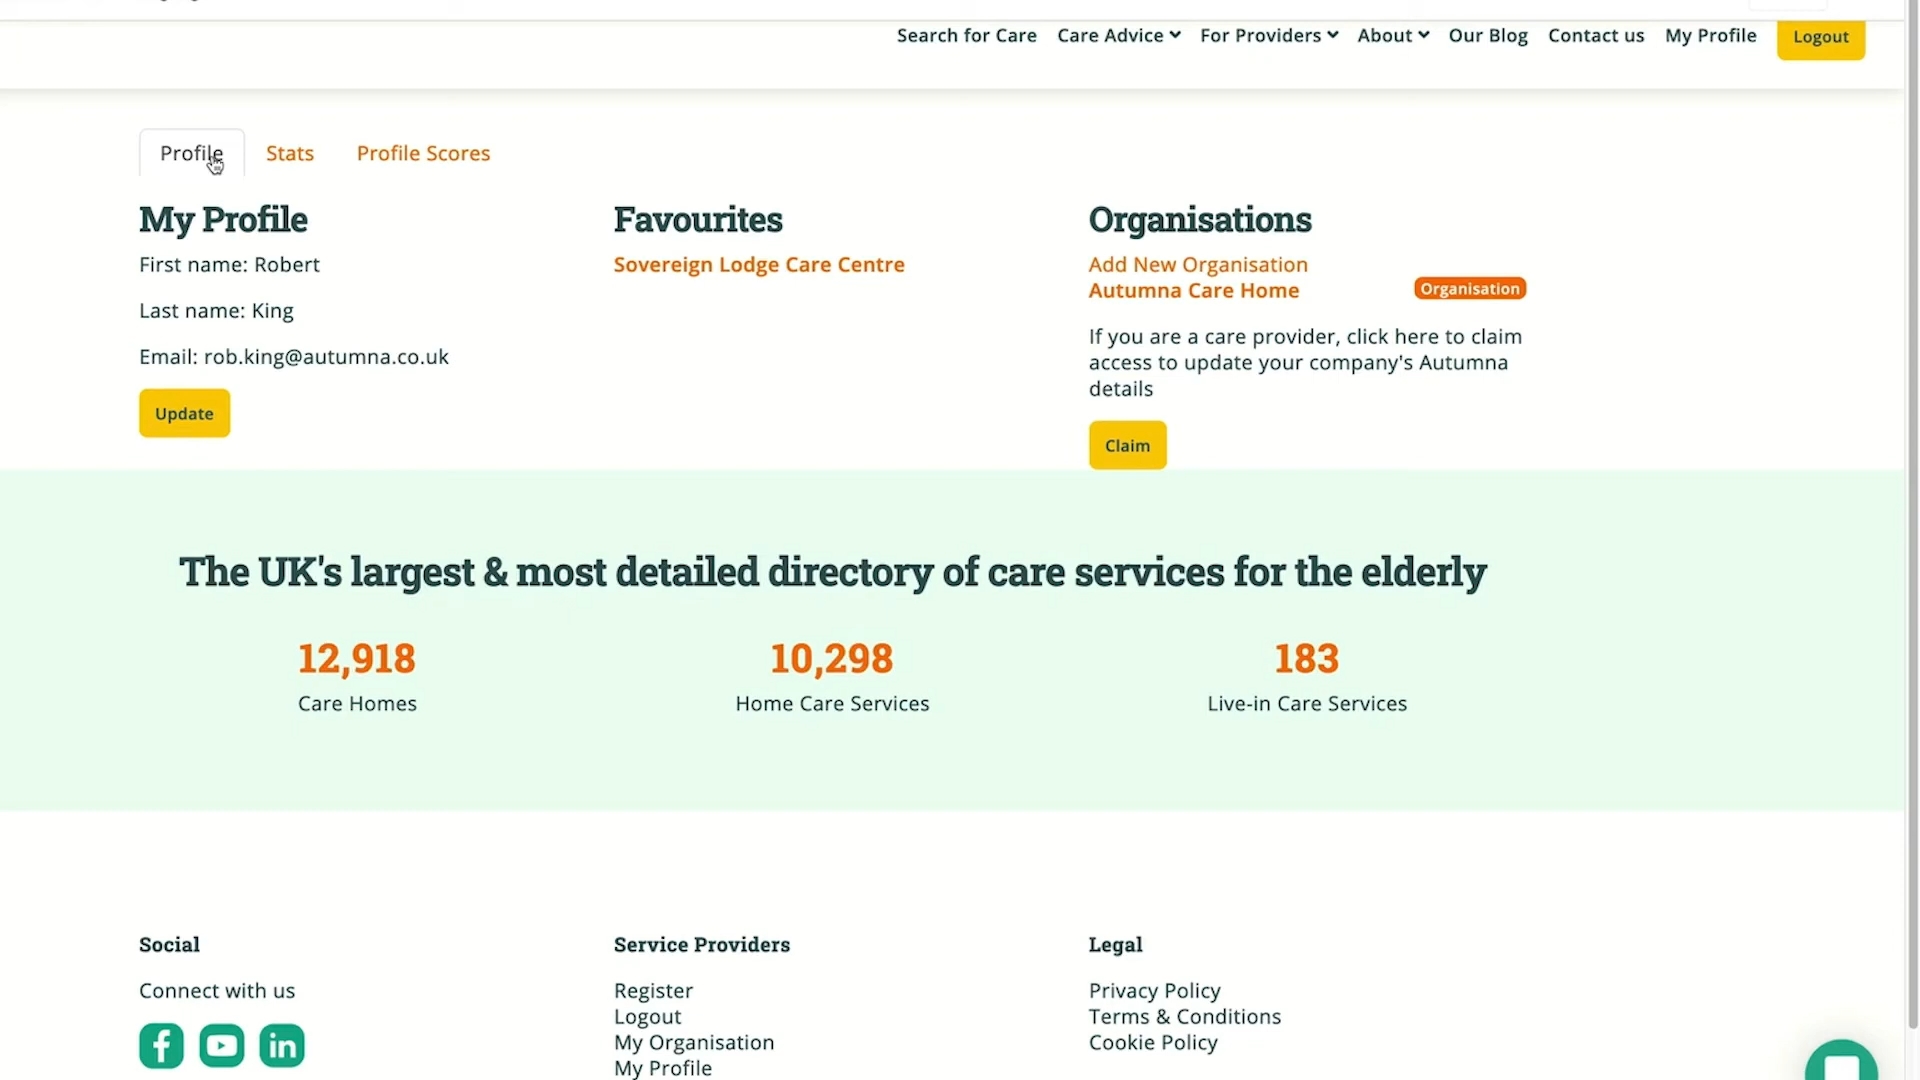 Search for Care Care Advice For Providers About Our Blog Contact us My Profile Logout
Profile Stats Profile Scores
My Profile
First name: Robert
Last name: King
Email: rob.king@autumna.co.uk
Update
Favourites
Sovereign Lodge Care Centre
Organisations
Add New Organisation
Autumna Care Home Organisation
If you are a care provider, click here to claim
access to update your company's Autumna
details
Claim
The UK's largest & most detailed directory of care services for the elderly
12,918
Care Homes
10,298
Home Care Services
183
Live-in Care Services
Social
Connect with us
Service Providers
Register
Logout
My Organisation
My Profile
Legal
Privacy Policy
Terms & Conditions
Cookie Policy